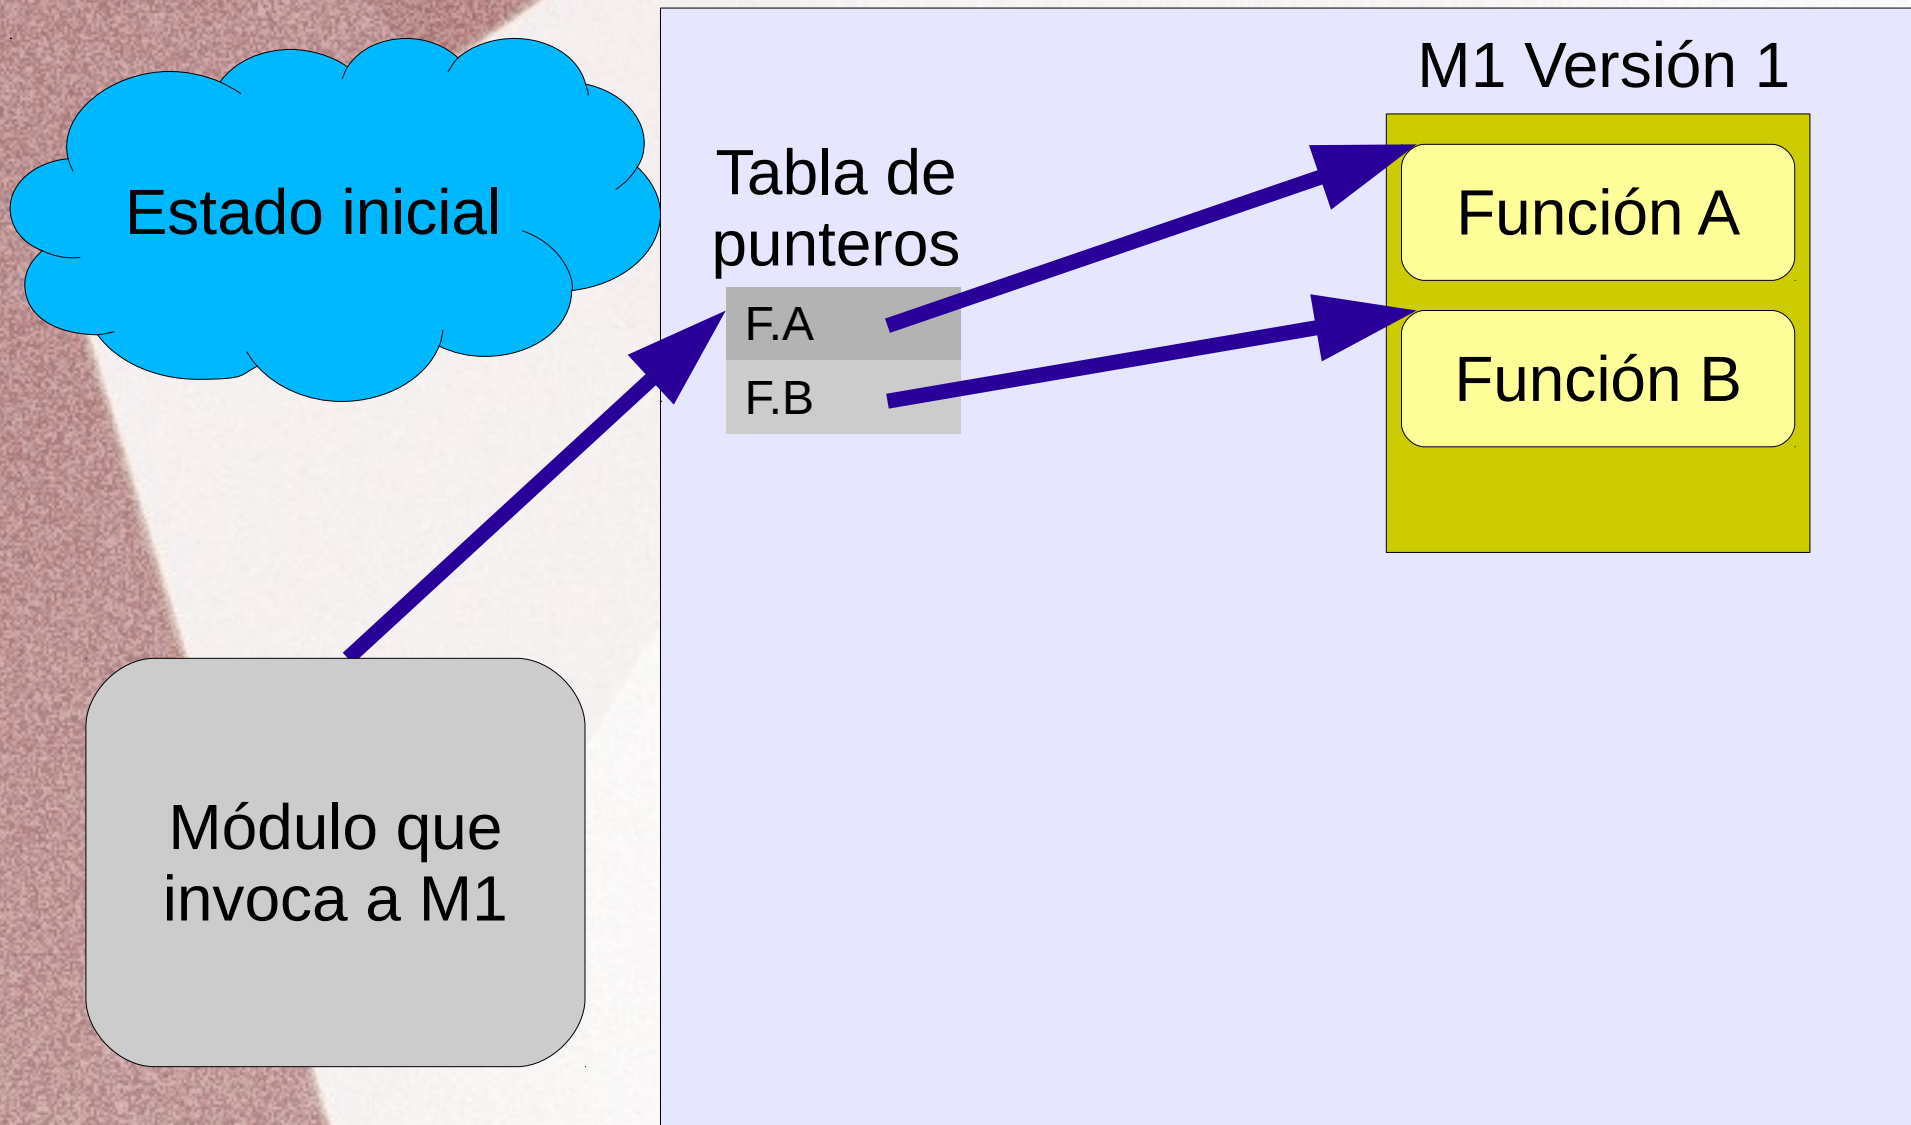 Estado inicial
Tabla de
punteros
F.A
F.B
M1 Versión 1
Función A
Función B
Módulo que
invoca a M1